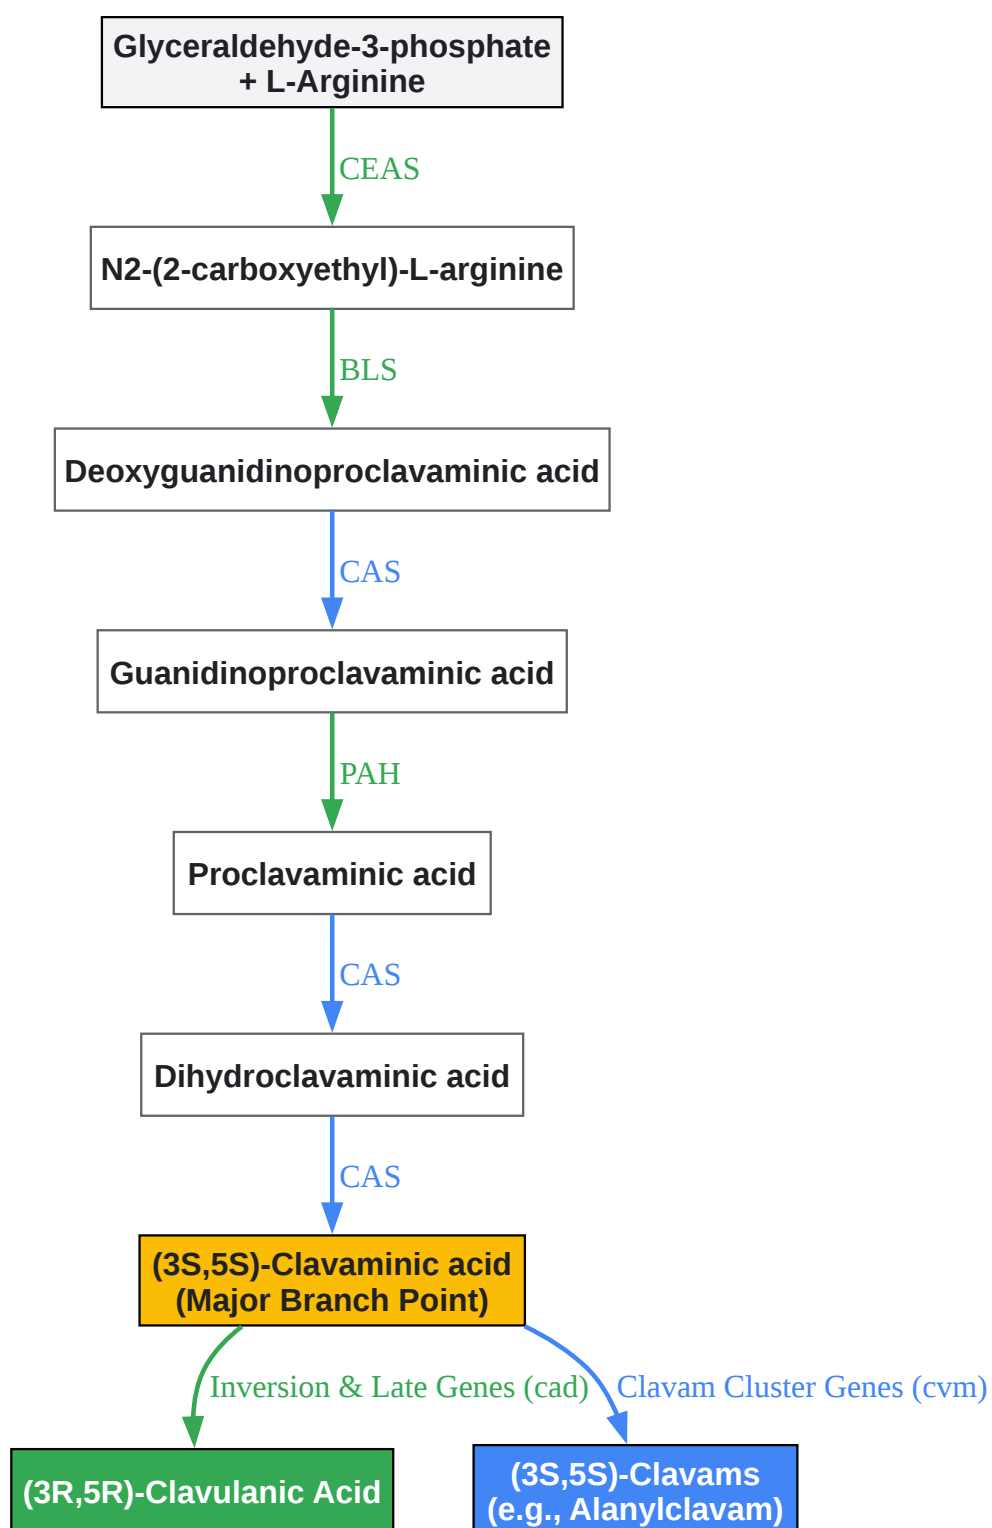 Glyceraldehyde-3-phosphate
+ L-Arginine
CEAS
N2-(2-carboxyethyl)-L-arginine
BLS
Deoxyguanidinoproclavaminic acid
CAS
Guanidinoproclavaminic acid
PAH
Proclavaminic acid
CAS
Dihydroclavaminic acid
CAS
(3S,5S)-Clavaminic acid
(Major Branch Point)
Inversion & Late Genes (cad)
Clavam Cluster Genes (cvm)
(3R,5R)-Clavulanic Acid
(3S,5S)-Clavams
(e.g., Alanylclavam)